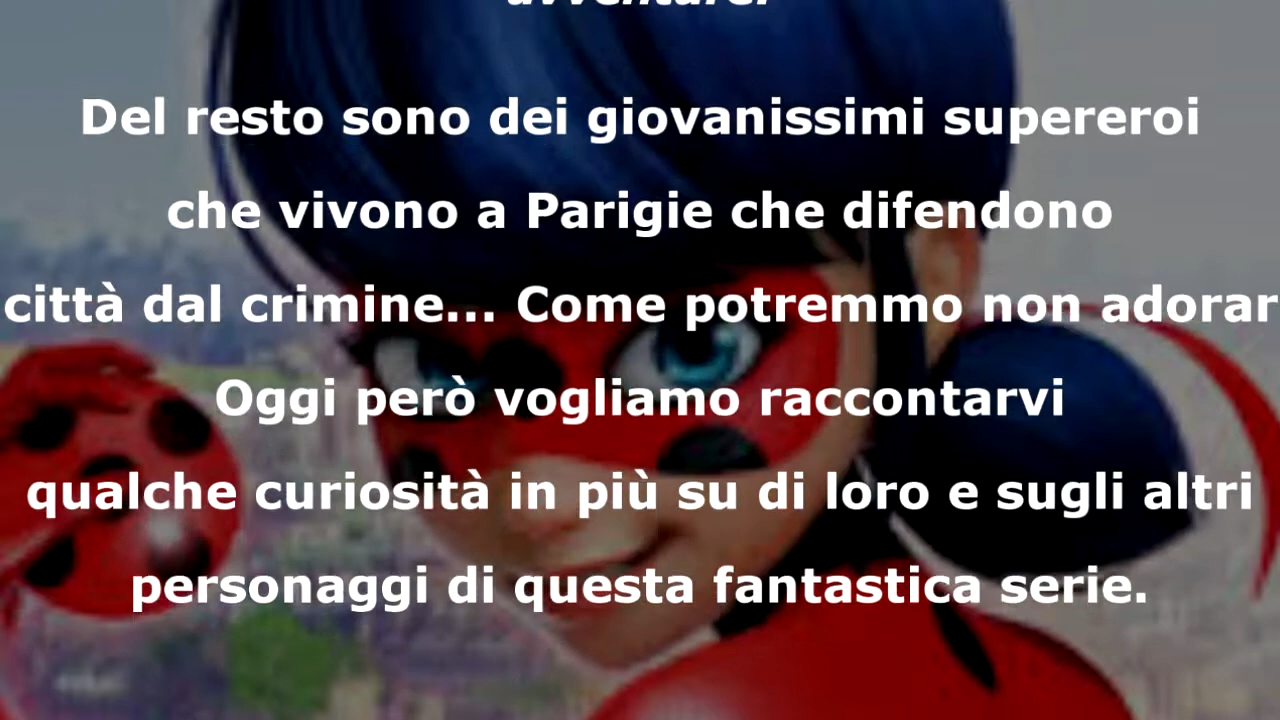 Del resto sono dei giovanissimi supereroi
che vivono a Parigie che difendono
città dal crimine... Come potremmo non adorar
Oggi però vogliamo raccontarvi
qualche curiosità in più su di loro e sugli altri
personaggi di questa fantastica serie.